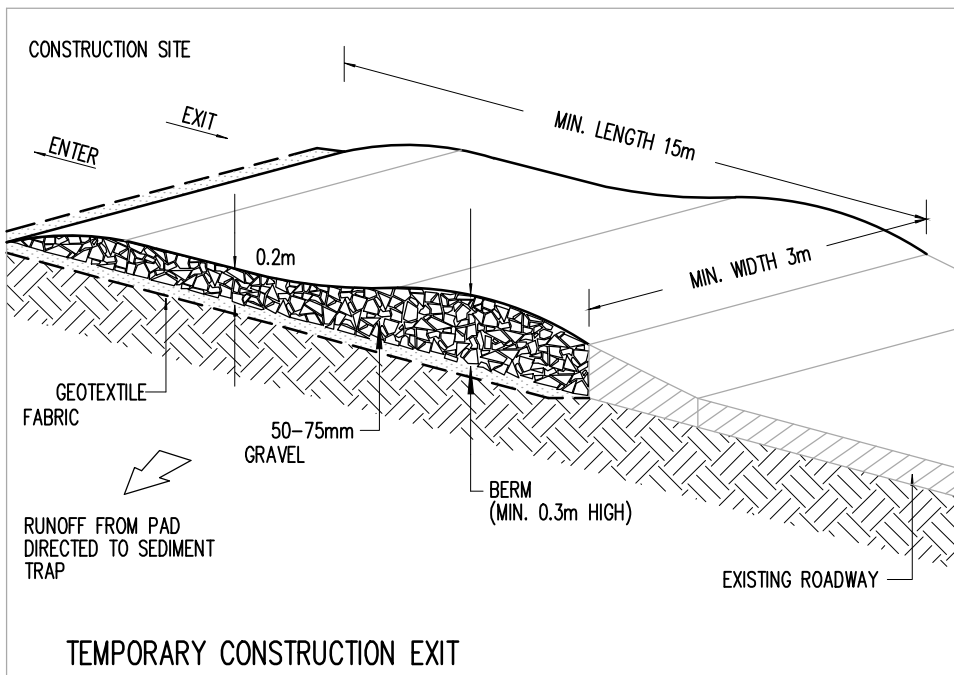 CONSTRUCTION SITE
EXIT
ENTER
MIN. LENGTH 15m
0.2m
MIN. WIDTH 3m
GEOTEXTILE
FABRIC
50-75mm
GRAVEL
BERM
(MIN. 0.3m HIGH)
RUNOFF FROM PAD
DIRECTED TO SEDIMENT
TRAP
EXISTING ROADWAY
TEMPORARY CONSTRUCTION EXIT